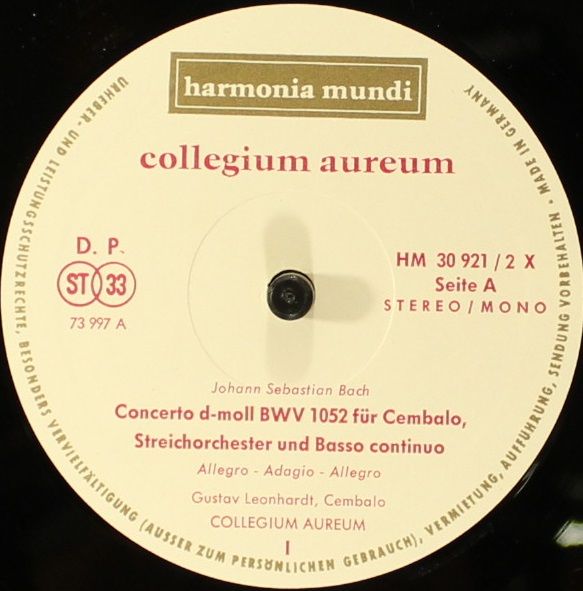 harmonia mundi
collegium aureum
D. P.
ST 33
73 997 A
HM 30 921 / 2 X
Seite A
STEREO / MONO
Johann Sebastian Bach
Concerto d-moll BWV 1052 für Cembalo,
Streichorchester und Basso continuo
Allegro - Adagio - Allegro
Gustav Leonhardt, Cembalo
COLLEGIUM AUREUM
I
URHEBER- UND LEISTUNGSSCHUTZRECHTE, BESONDERS VERVIELFÄLTIGUNG (AUSSER ZUM PERSÖNLICHEN GEBRAUCH), VERMIETUNG, AUFFÜHRUNG, SENDUNG VORBEHALTEN • MADE IN GERMANY